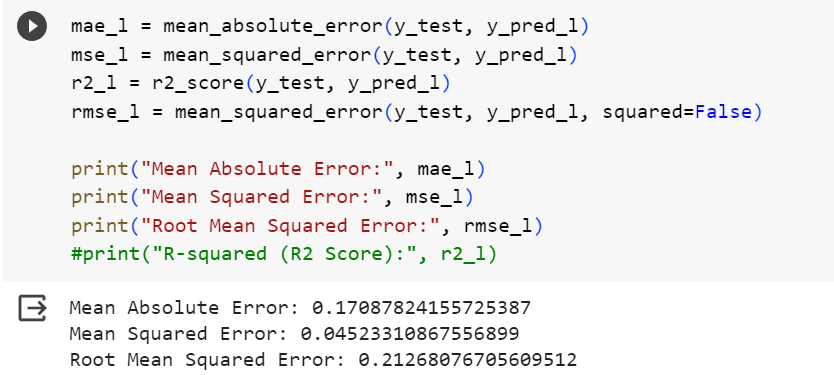 mae_l = mean_absolute_error(y_test, y_pred_l)
mse_l = mean_squared_error(y_test, y_pred_l)
r2_l = r2_score(y_test, y_pred_l)
rmse_l = mean_squared_error(y_test, y_pred_l, squared=False)
print("Mean Absolute Error:", mae_l)
print("Mean Squared Error:", mse_l)
print("Root Mean Squared Error:", rmse_l)
#print("R-squared (R2 Score):", r2_l)
Mean Absolute Error: 0.17087824155725387
Mean Squared Error: 0.04523310867556899
Root Mean Squared Error: 0.21268076705609512